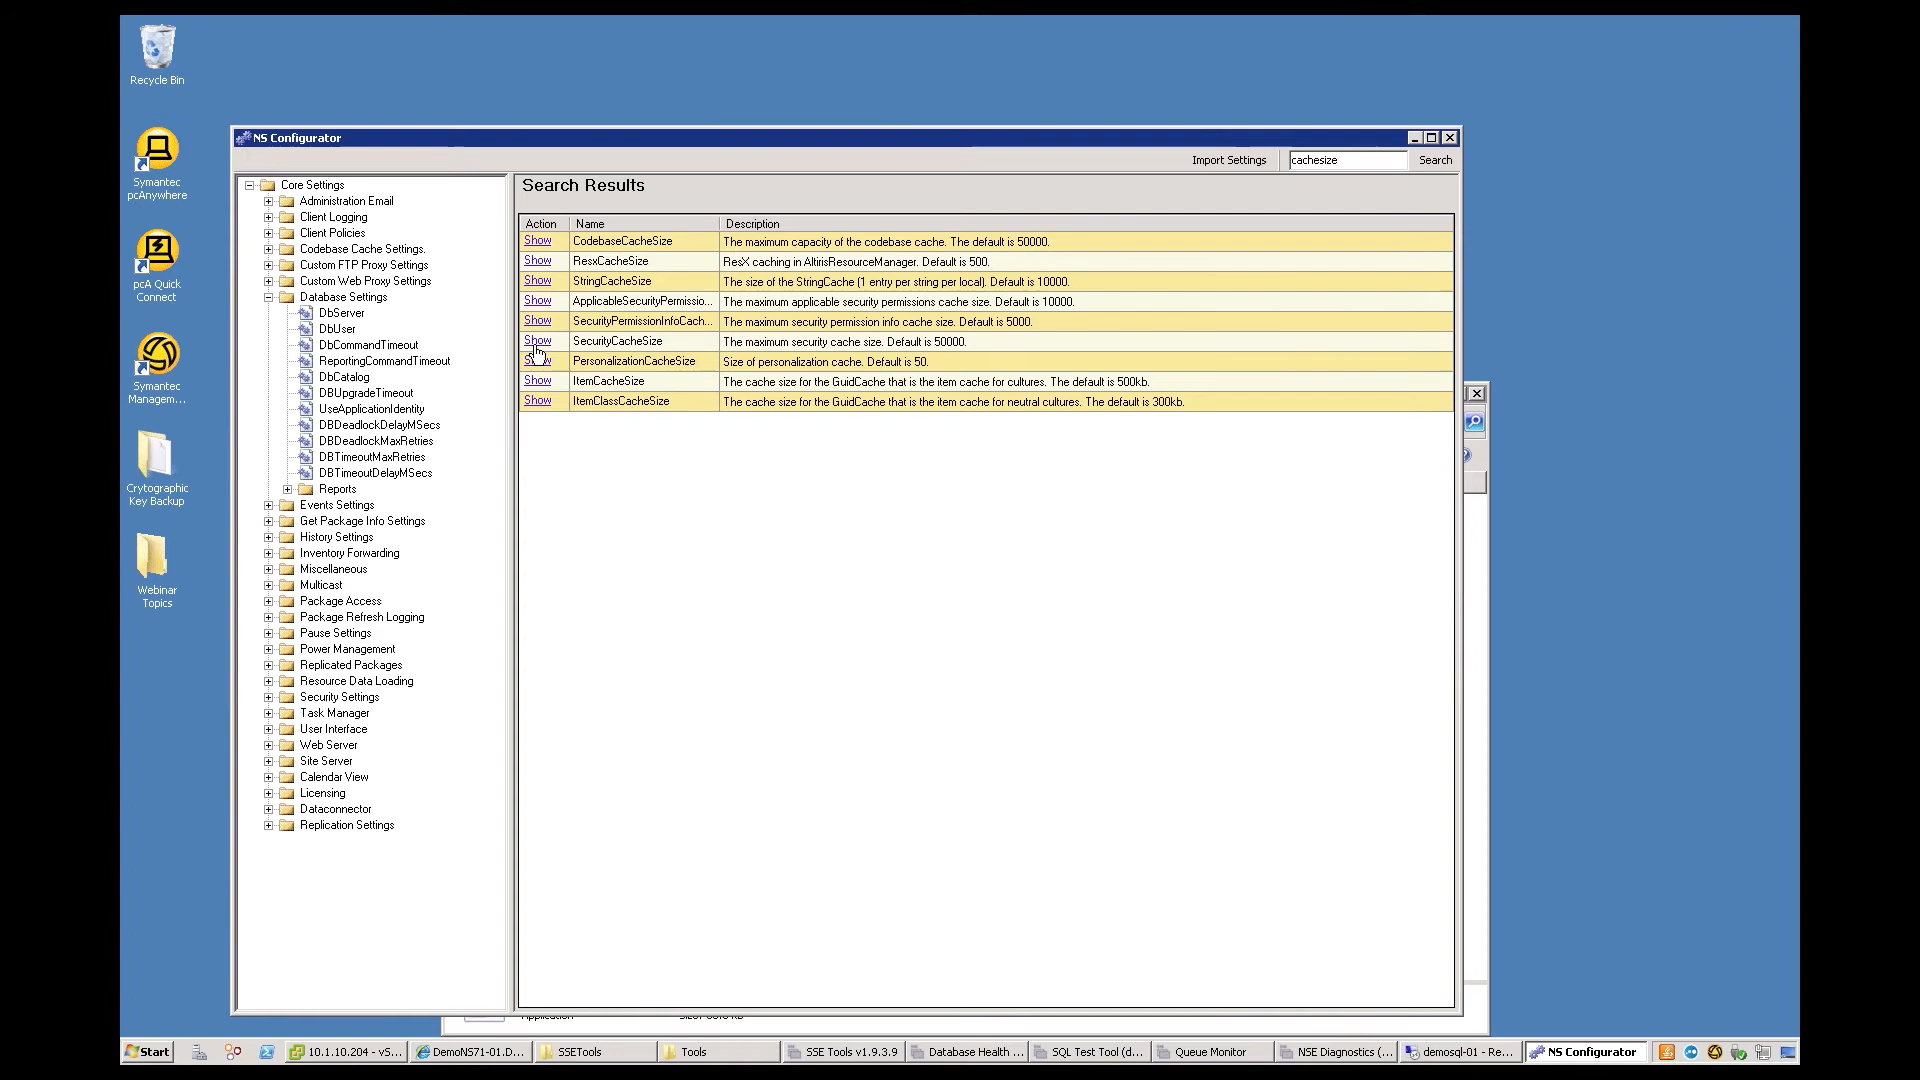 Recycle Bin
Symantec
pcAnywhere
pcA Quick
Connect
Symantec
Managem...
Crytographic
Key Backup
Webinar
Topics
NS Configurator
Import Settings
cachesize
Search
Core Settings
Administration Email
Client Logging
Client Policies
Codebase Cache Settings.
Custom FTP Proxy Settings
Custom Web Proxy Settings
Database Settings
DbServer
DbUser
DbCommandTimeout
ReportingCommandTimeout
DbCatalog
DBUpgradeTimeout
UseApplicationIdentity
DBDeadlockDelayMSecs
DBDeadlockMaxRetries
DBTimeoutMaxRetries
DBTimeoutDelayMSecs
Reports
Events Settings
Get Package Info Settings
History Settings
Inventory Forwarding
Miscellaneous
Multicast
Package Access
Package Refresh Logging
Pause Settings
Power Management
Replicated Packages
Resource Data Loading
Security Settings
Task Manager
User Interface
Web Server
Site Server
Calendar View
Licensing
Dataconnector
Replication Settings
Search Results
Action Name Description
Show CodebaseCacheSize The maximum capacity of the codebase cache. The default is 50000.
Show ResxCacheSize ResX caching in AltirisResourceManager. Default is 500.
Show StringCacheSize The size of the StringCache (1 entry per string per local). Default is 10000.
Show ApplicableSecurityPermissio... The maximum applicable security permissions cache size. Default is 10000.
Show SecurityPermissionInfoCach... The maximum security permission info cache size. Default is 5000.
Show SecurityCacheSize The maximum security cache size. Default is 50000.
Show PersonalizationCacheSize Size of personalization cache. Default is 50.
Show ItemCacheSize The cache size for the GuidCache that is the item cache for cultures. The default is 500kb.
Show ItemClassCacheSize The cache size for the GuidCache that is the item cache for neutral cultures. The default is 300kb.
Start
10.1.10.204 - vS...
DemoNS71-01.D...
SSETools
Tools
SSE Tools v1.9.3.9
Database Health ...
SQL Test Tool (d...
Queue Monitor
NSE Diagnostics (...
demosql-01 - Re...
NS Configurator